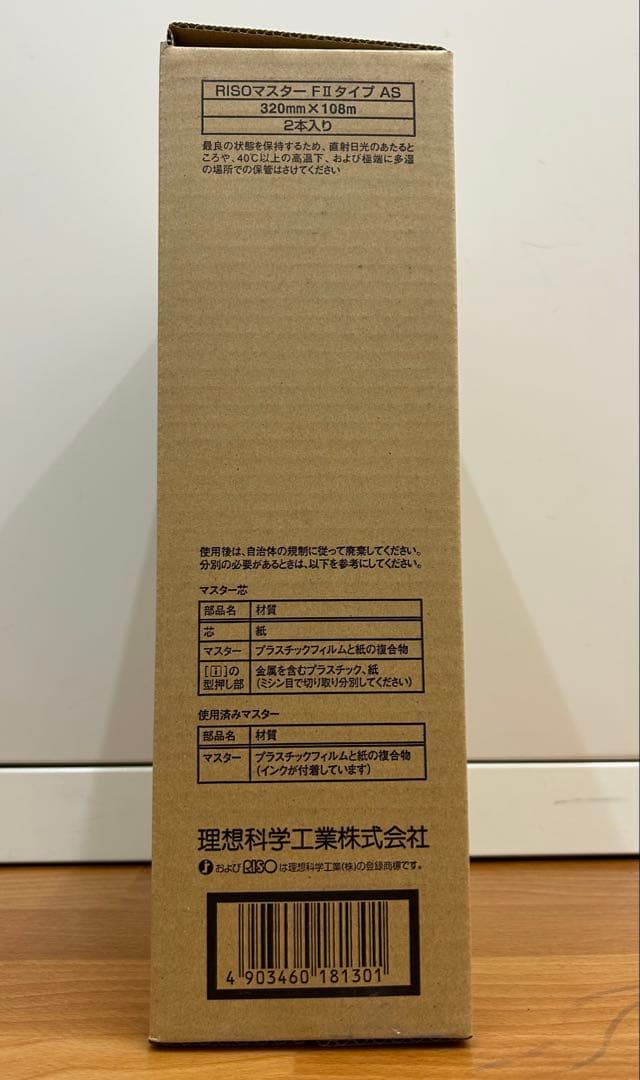 RISOマスター FⅡタイプ AS
320mm×108m
2本入り
最良の状態を保持するため、直射日光のあたると
ころや、40℃以上の高温下、および極端に多湿
の場所での保管はさけてください
使用後は、自治体の規制に従って廃棄してください。
分別の必要があるときは、以下を参考にしてください。
マスター芯
部品名 材質
芯 紙
マスター プラスチックフィルムと紙の複合物
[i]の 金属を含むプラスチック、紙
型押し部 (ミシン目で切り取り分別してください)
使用済みマスター
部品名 材質
マスター プラスチックフィルムと紙の複合物
(インクが付着しています)
理想科学工業株式会社
および RISO は理想科学工業(株)の登録商標です。
4 903460 181301